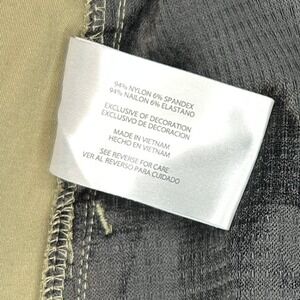 94% NYLON 6% SPANDEX
94% NAILON 6% ELASTANO
EXCLUSIVE OF DECORATION
EXCLUSIVO DE DECORACION
MADE IN VIETNAM
HECHO EN VIETNAM
SEE REVERSE FOR CARE
VER AL REVERSO PARA CUIDADO